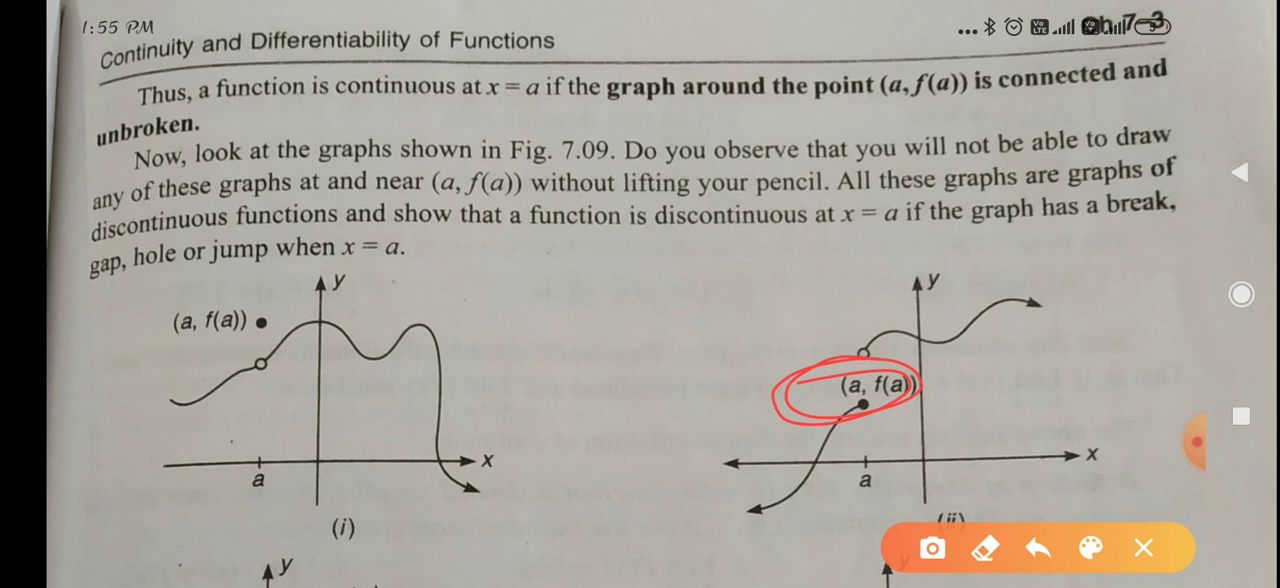 1:55 PM
Continuity and Differentiability of Functions
Thus, a function is continuous at x = a if the graph around the point (a, f(a)) is connected and
unbroken.
Now, look at the graphs shown in Fig. 7.09. Do you observe that you will not be able to draw
any of these graphs at and near (a, f(a)) without lifting your pencil. All these graphs are graphs of
discontinuous functions and show that a function is discontinuous at x = a if the graph has a break,
gap, hole or jump when x = a.
y
(a, f(a))
x
a
(i)
y
(a, f(a))
x
a
(ii)
y
y